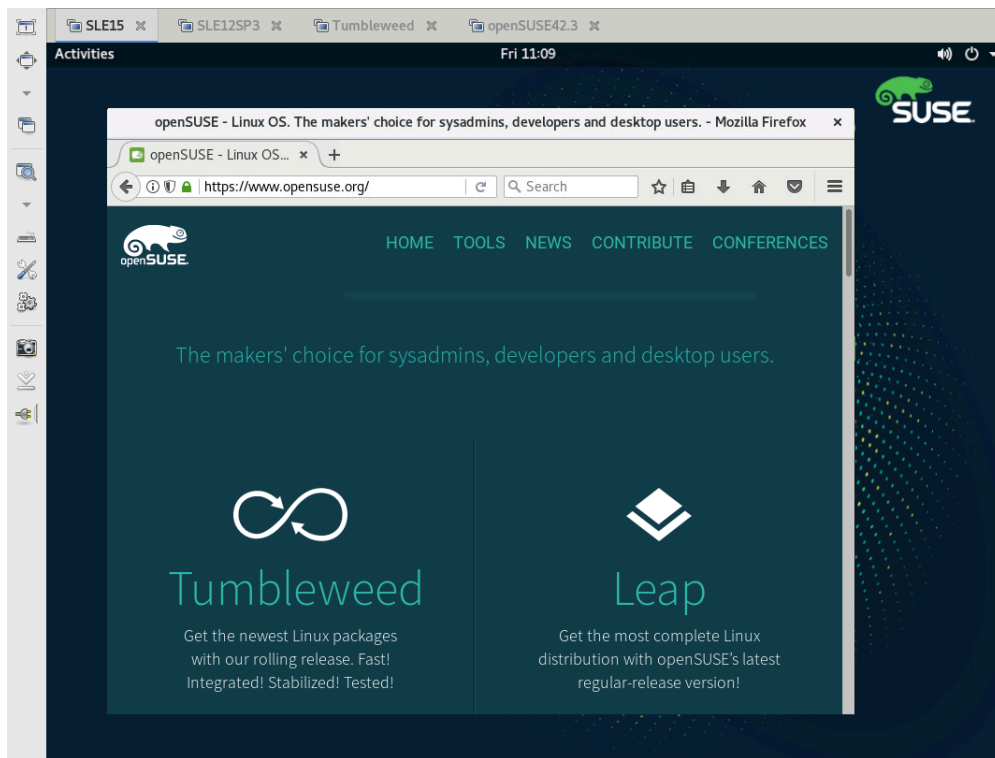 SLE15 SLE12SP3 Tumbleweed openSUSE42.3
Activities Fri 11:09
SUSE
openSUSE - Linux OS. The makers' choice for sysadmins, developers and desktop users. - Mozilla Firefox
openSUSE - Linux OS...
https://www.opensuse.org/ Search
openSUSE
HOME TOOLS NEWS CONTRIBUTE CONFERENCES
The makers' choice for sysadmins, developers and desktop users.
Tumbleweed
Get the newest Linux packages
with our rolling release. Fast!
Integrated! Stabilized! Tested!
Leap
Get the most complete Linux
distribution with openSUSE's latest
regular-release version!